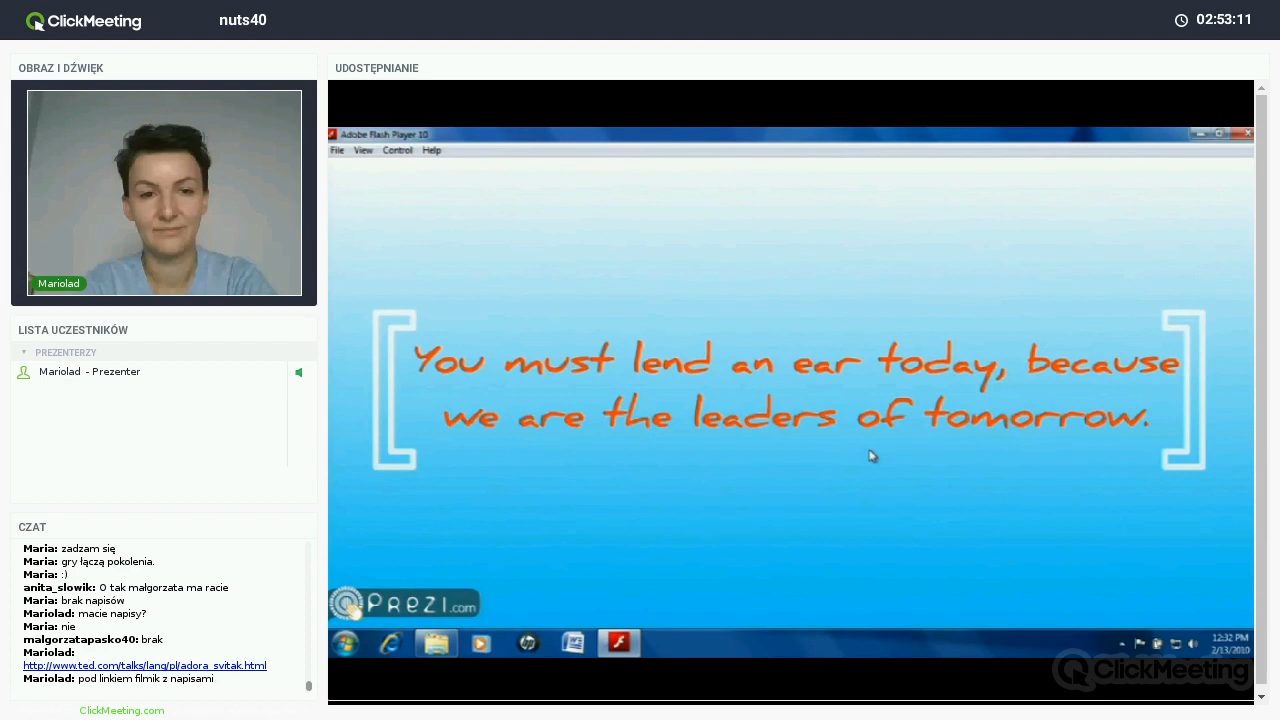 ClickMeeting
nuts40
02:53:11
OBRAZ I DŹWIĘK
UDOSTĘPNIANIE
Mariolad
Adobe Flash Player 10
File View Control Help
You must lend an ear today, because
we are the leaders of tomorrow.
LISTA UCZESTNIKÓW
PREZENTERZY
Mariolad - Prezenter
CZAT
Maria: zadzam się
Maria: gry łączą pokolenia.
Maria: :)
anita_slowik: O tak małgorzata ma racie
Maria: brak napisów
Mariolad: macie napisy?
Maria: nie
malgorzatapasko40: brak
Mariolad:
http://www.ted.com/talks/lang/pl/adora_svitak.html
Mariolad: pod linkiem filmik z napisami
PREZI.com
12:32 PM
2/13/2010
ClickMeeting
ClickMeeting.com